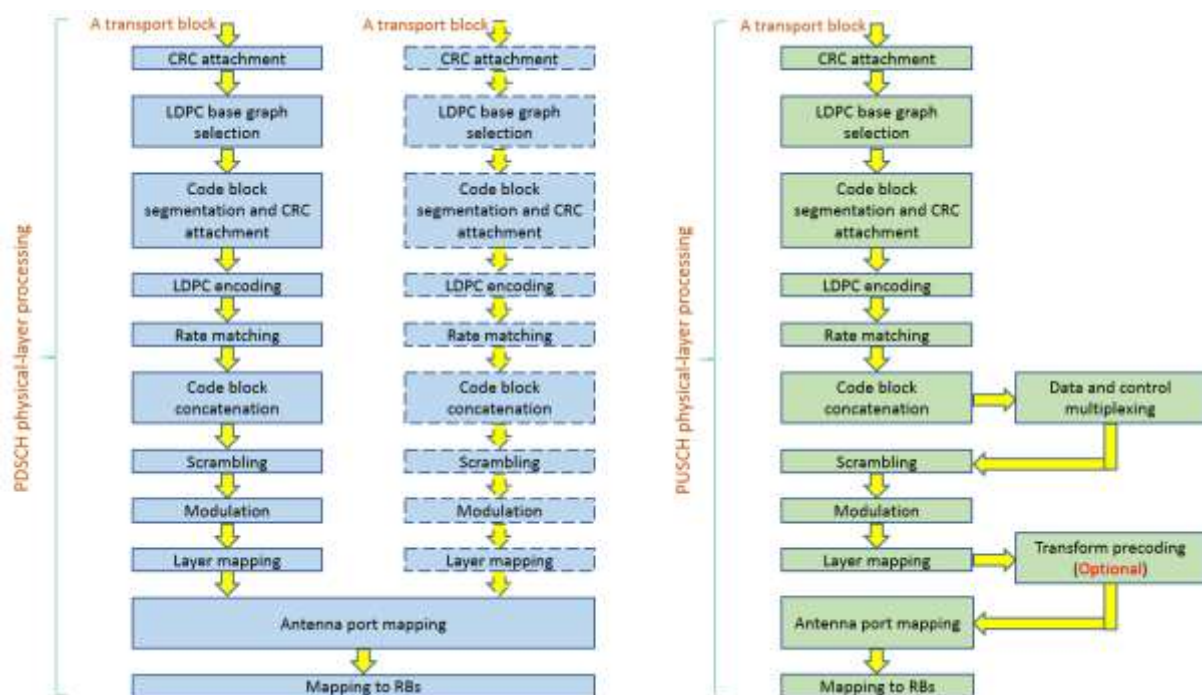 PDSCH physical-layer processing
A transport block
CRC attachment
LDPC base graph
selection
Code block
segmentation and CRC
attachment
LDPC encoding
Rate matching
Code block
concatenation
Scrambling
Modulation
Layer mapping
A transport block
CRC attachment
LDPC base graph
selection
Code block
segmentation and CRC
attachment
LDPC encoding
Rate matching
Code block
concatenation
Scrambling
Modulation
Layer mapping
Antenna port mapping
Mapping to RBs
PUSCH physical-layer processing
A transport block
CRC attachment
LDPC base graph
selection
Code block
segmentation and CRC
attachment
LDPC encoding
Rate matching
Code block
concatenation
Data and control
multiplexing
Scrambling
Modulation
Layer mapping
Transform precoding
(Optional)
Antenna port mapping
Mapping to RBs